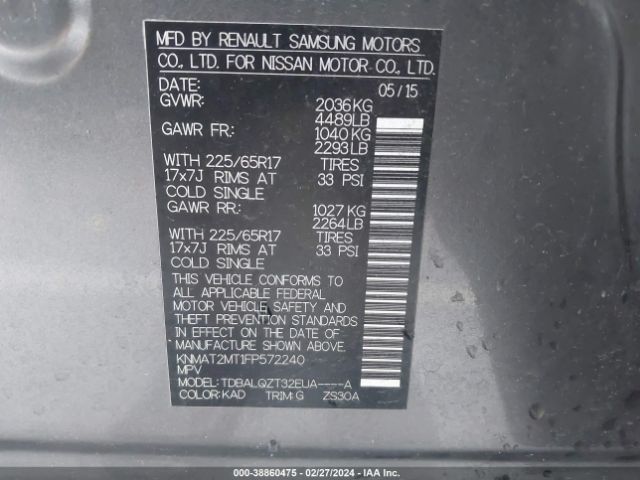 MFD BY RENAULT SAMSUNG MOTORS
CO., LTD. FOR NISSAN MOTOR CO., LTD.
DATE: 05/15
GVWR: 2036KG
4489LB
GAWR FR: 1040KG
2293LB
WITH 225/65R17 TIRES
17x7J RIMS AT 33 PSI
COLD SINGLE
GAWR RR: 1027KG
2264LB
WITH 225/65R17 TIRES
17x7J RIMS AT 33 PSI
COLD SINGLE
THIS VEHICLE CONFORMS TO
ALL APPLICABLE FEDERAL
MOTOR VEHICLE SAFETY AND
THEFT PREVENTION STANDARDS
IN EFFECT ON THE DATE OF
MANUFACTURE SHOWN ABOVE.
KNMAT2MT1FP572240
MPV
MODEL:TDBALQZT32EUA----A
COLOR:KAD TRIM:G ZS30A
000-38860475 - 02/27/2024 - IAA Inc.